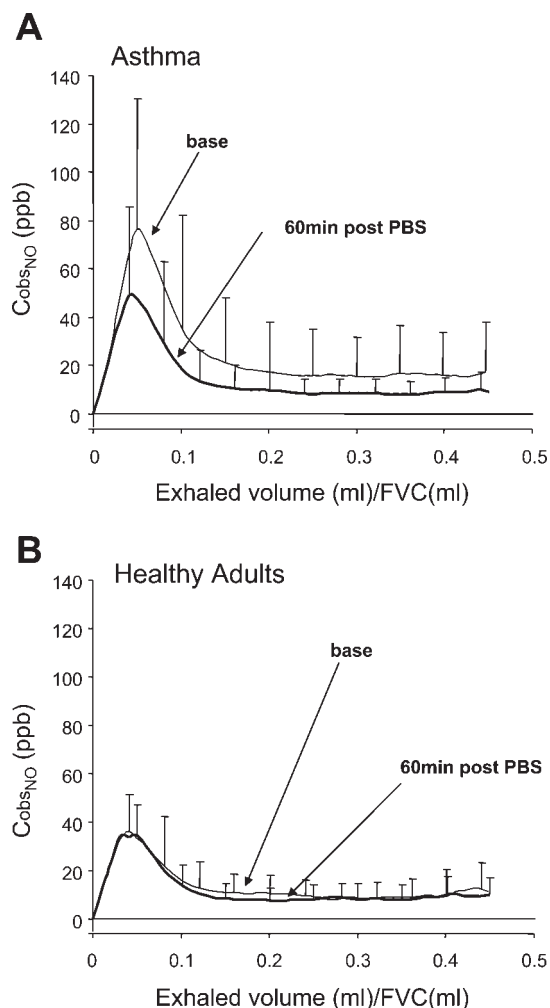 A
Asthma
140
120
100
80
60
40
20
0
CobsNO (ppb)
base
60min post PBS
0 0.1 0.2 0.3 0.4 0.5
Exhaled volume (ml)/FVC(ml)
B
Healthy Adults
140
120
100
80
60
40
20
0
CobsNO (ppb)
base
60min post PBS
0 0.1 0.2 0.3 0.4 0.5
Exhaled volume (ml)/FVC(ml)